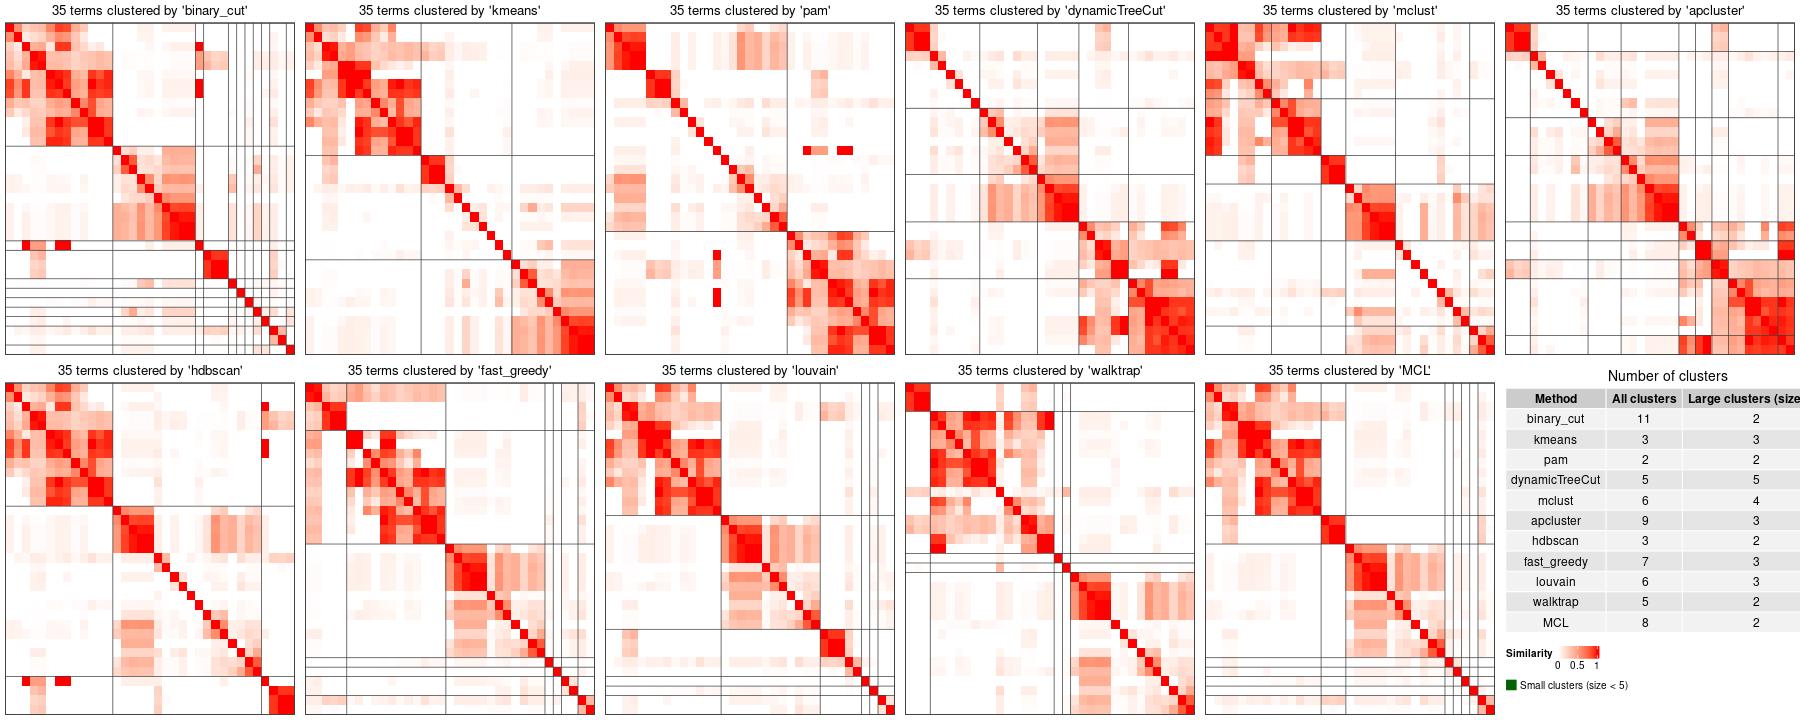 35 terms clustered by 'binary_cut'
35 terms clustered by 'kmeans'
35 terms clustered by 'pam'
35 terms clustered by 'dynamicTreeCut'
35 terms clustered by 'mclust'
35 terms clustered by 'apcluster'
35 terms clustered by 'hdbscan'
35 terms clustered by 'fast_greedy'
35 terms clustered by 'louvain'
35 terms clustered by 'walktrap'
35 terms clustered by 'MCL'
Number of clusters
Method All clusters Large clusters (size
binary_cut 11 2
kmeans 3 3
pam 2 2
dynamicTreeCut 5 5
mclust 6 4
apcluster 9 3
hdbscan 3 2
fast_greedy 7 3
louvain 6 3
walktrap 5 2
MCL 8 2
Similarity
0 0.5 1
Small clusters (size < 5)